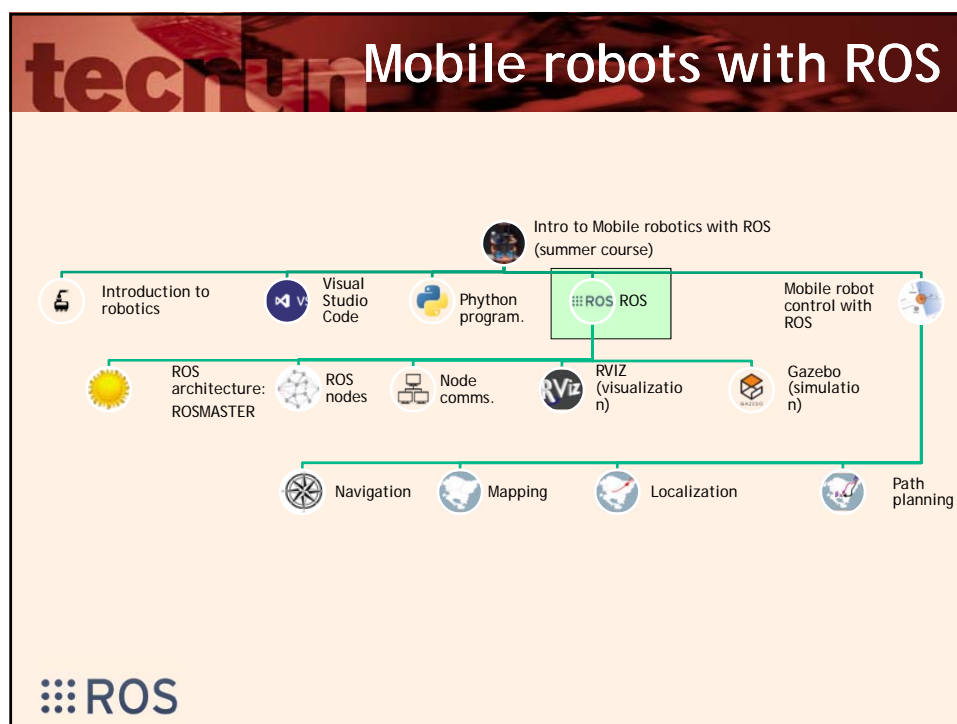 tecnun
Mobile robots with ROS
Intro to Mobile robotics with ROS
(summer course)
Introduction to
robotics
VS
Visual
Studio
Code
Phython
program.
ROS
ROS
Mobile robot
control with
ROS
ROS
architecture:
ROSMASTER
ROS
nodes
Node
comms.
RViz
RVIZ
(visualizatio
n)
GAZEBO
Gazebo
(simulatio
n)
Navigation
Mapping
Localization
Path
planning
ROS